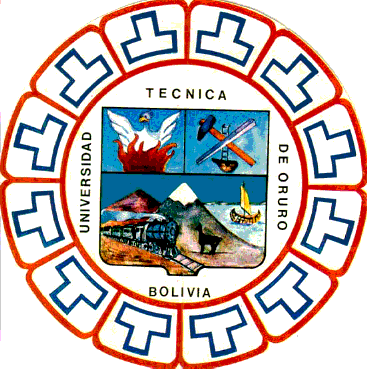 UNIVERSIDAD
TECNICA
DE ORURO
BOLIVIA